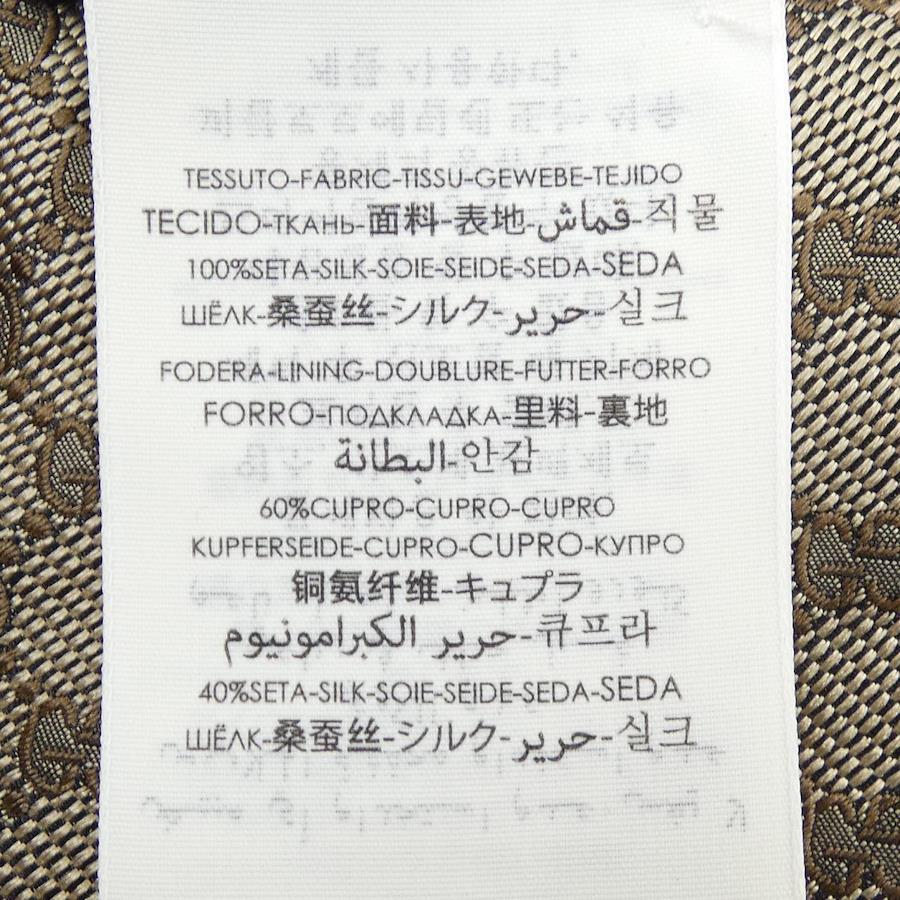 TESSUTO-FABRIC-TISSU-GEWEBE-TEJIDO
TECIDO-ТКАНЬ-面料-表地-قماش-직물
100%SETA-SILK-SOIE-SEIDE-SEDA-SEDA
ШЁЛК-桑蚕丝-シルク-حرير-실크
FODERA-LINING-DOUBLURE-FUTTER-FORRO
FORRO-ПОДКЛАДКА-里料-裏地
البطانة-안감
60%CUPRO-CUPRO-CUPRO
KUPFERSEIDE-CUPRO-CUPRO-КУПРО
铜氨纤维-キュプラ
حرير الكبرامونيوم-큐프라
40%SETA-SILK-SOIE-SEIDE-SEDA-SEDA
ШЁЛК-桑蚕丝-シルク-حرير-실크